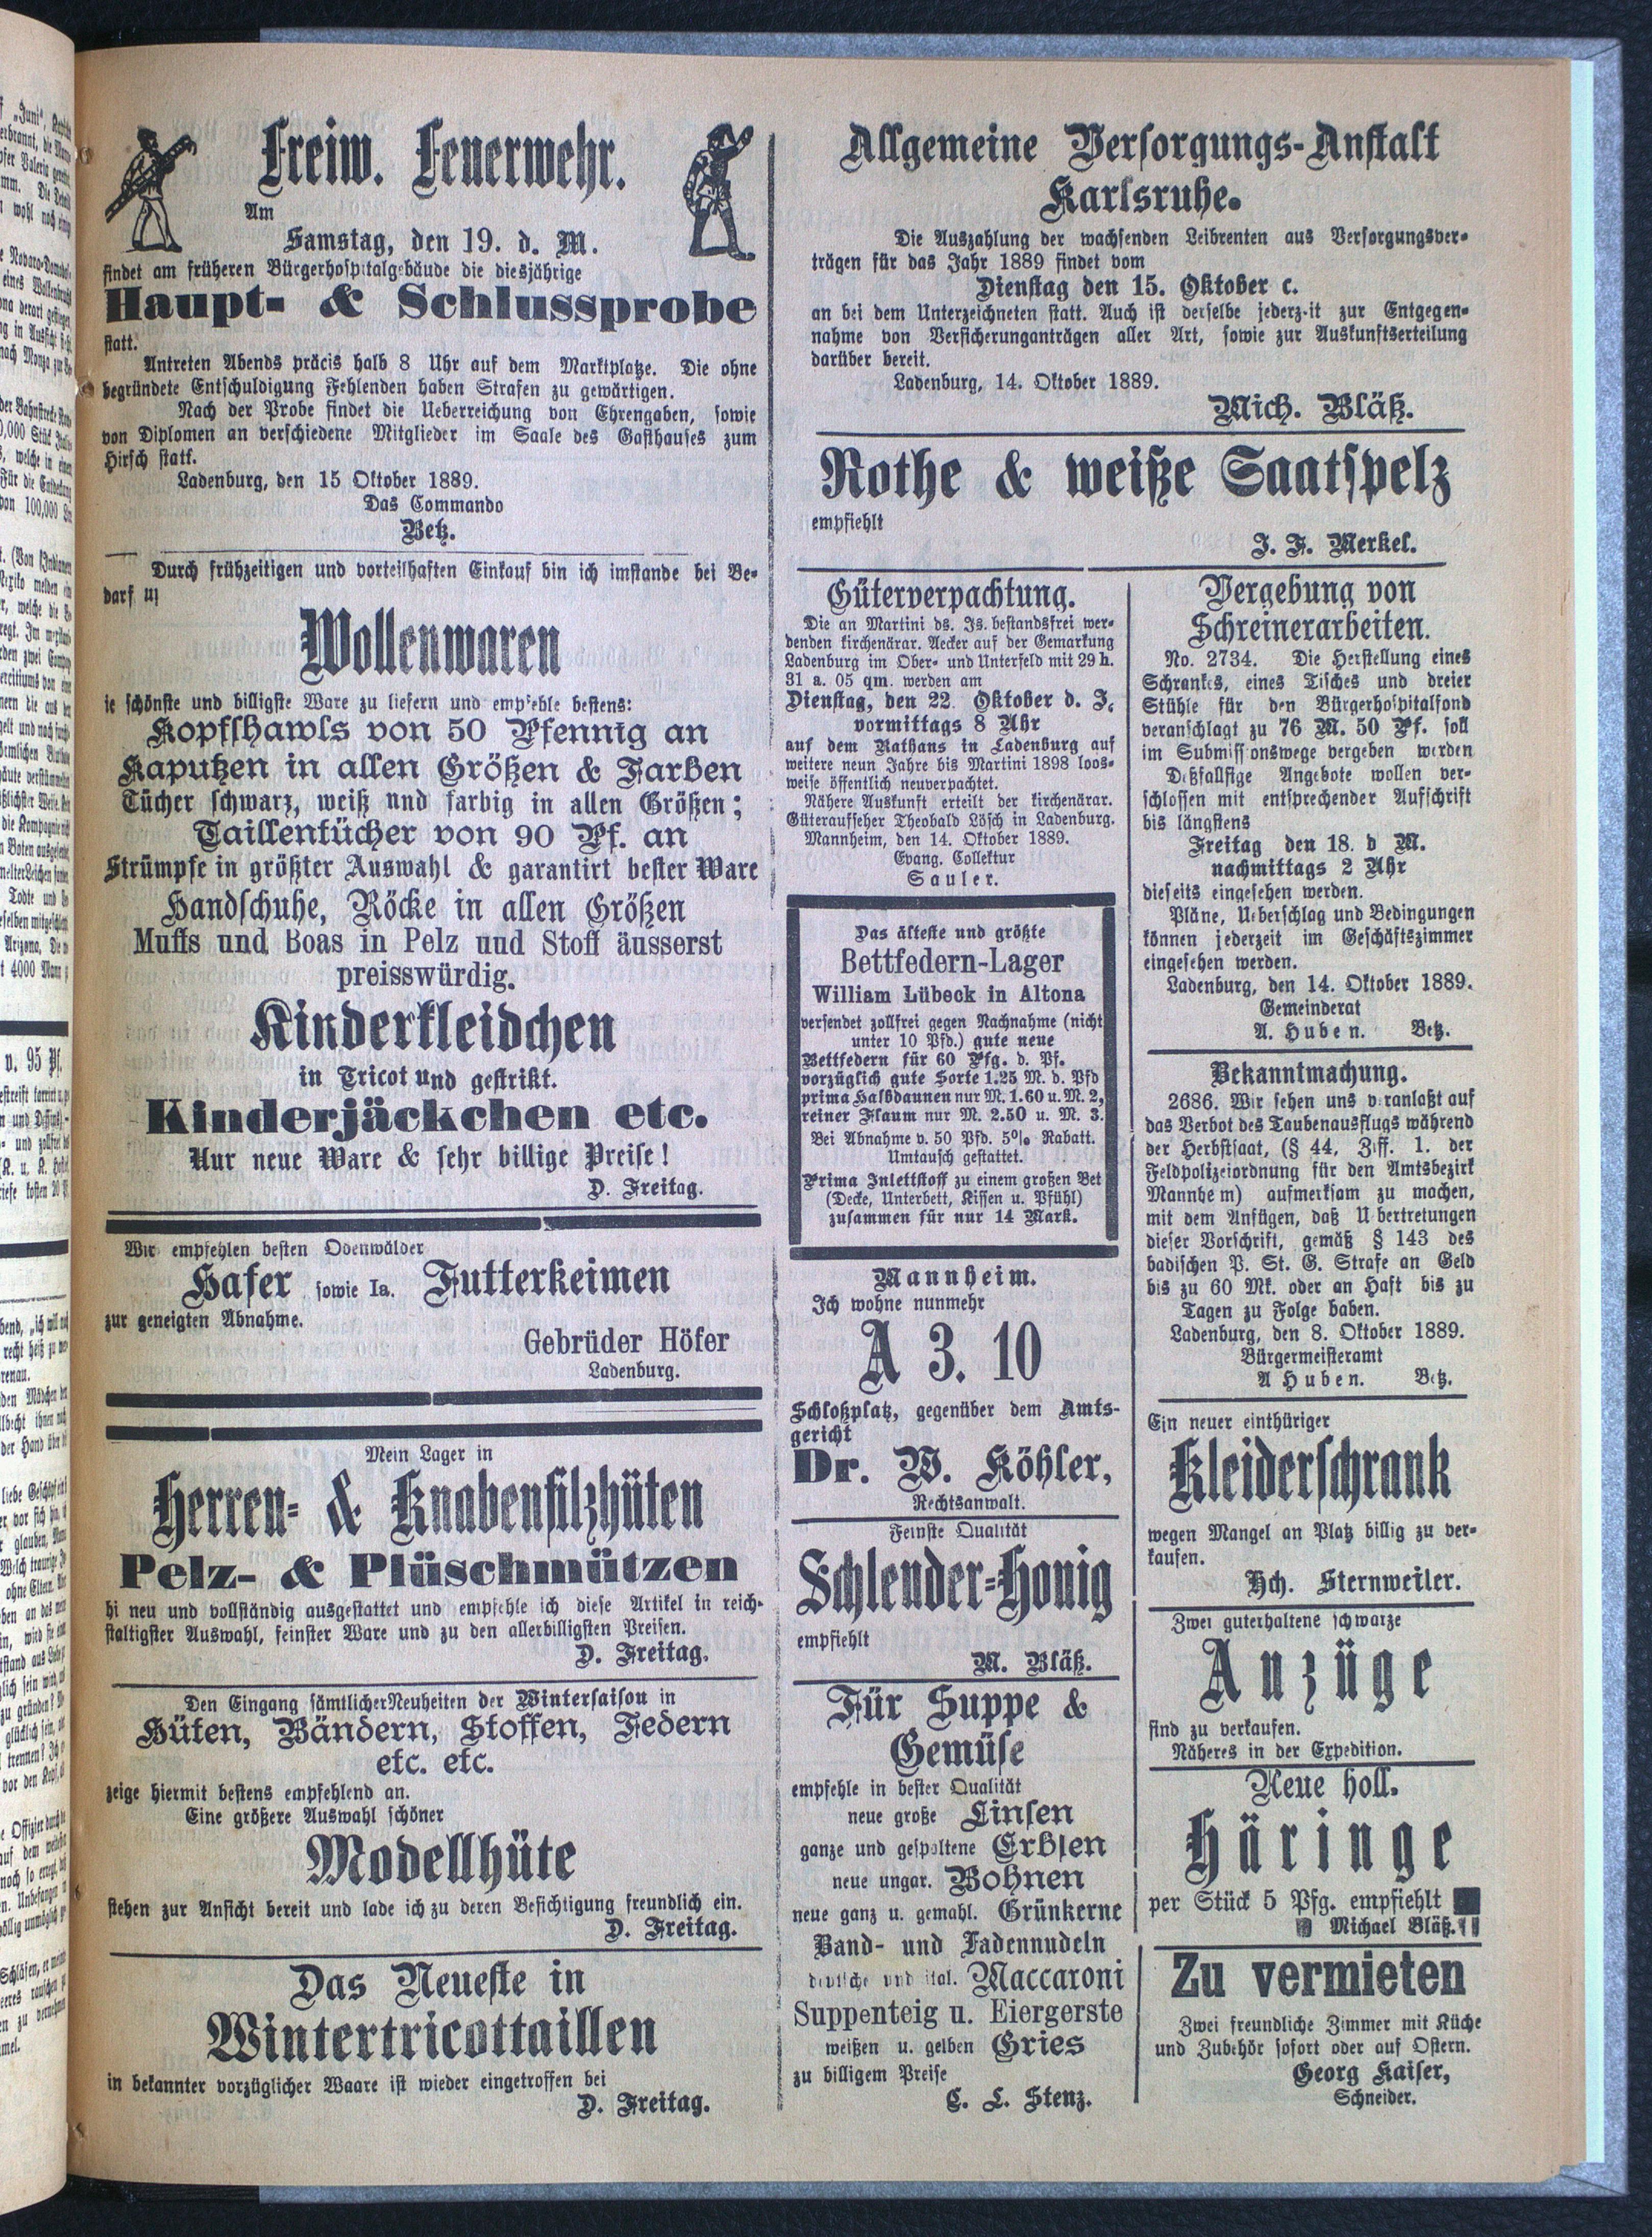 Freiw. Feuerwehr.
Am
Samstag, den 19. d. M.
findet am früheren Bürgerhospitalgebäude die diesjährige
Haupt- & Schlussprobe
statt.
Antreten Abends präcis halb 8 Uhr auf dem Marktplatze. Die ohne
begründete Entschuldigung Fehlenden haben Strafen zu gewärtigen.
Nach der Probe findet die Ueberreichung von Ehrengaben, sowie
von Diplomen an verschiedene Mitglieder im Saale des Gasthauses zum
Hirsch statt.
Ladenburg, den 15 Oktober 1889.
Das Commando
Betz.
Durch frühzeitigen und vorteilhaften Einkauf bin ich imstande bei Be-
darf in
Wollenwaren
ie schönste und billigste Ware zu liefern und empfehle bestens:
Kopfshawls von 50 Pfennig an
Kaputzen in allen Größen & Farben
Tücher schwarz, weiß und farbig in allen Größen;
Taillentücher von 90 Pf. an
Strümpfe in größter Auswahl & garantirt bester Ware
Handschuhe, Röcke in allen Größen
Muffs und Boas in Pelz uud Stoff äusserst
preisswürdig.
Kinderkleidchen
in Tricot und gestrikt.
Kinderjäckchen etc.
Nur neue Ware & sehr billige Preise!
D. Freitag.
Wir empfehlen besten Odenwälder
Hafer sowie Ia. Futterkeimen
zur geneigten Abnahme.
Gebrüder Höfer
Ladenburg.
Mein Lager in
Herren- & Knabenfilzhüten
Pelz- & Plüschmützen
hi neu und vollständig ausgestattet und empfehle ich diese Artikel in reich-
staltigster Auswahl, feinster Ware und zu den allerbilligsten Preisen.
D. Freitag.
Den Eingang sämtlicher Neuheiten der Wintersaison in
Hüten, Bändern, Stoffen, Federn
etc. etc.
zeige hiermit bestens empfehlend an.
Eine größere Auswahl schöner
Modellhüte
stehen zur Ansicht bereit und lade ich zu deren Besichtigung freundlich ein.
D. Freitag.
Das Neueste in
Wintertricottaillen
in bekannter vorzüglicher Waare ist wieder eingetroffen bei
D. Freitag.
Allgemeine Versorgungs-Anstalt
Karlsruhe.
Die Auszahlung der wachsenden Leibrenten aus Versorgungsver-
trägen für das Jahr 1889 findet vom
Dienstag den 15. Oktober c.
an bei dem Unterzeichneten statt. Auch ist derselbe jederz-it zur Entgegen-
nahme von Versicherunganträgen aller Art, sowie zur Auskunftserteilung
darüber bereit.
Ladenburg, 14. Oktober 1889.
Mich. Bläß.
Rothe & weiße Saatspelz
empfiehlt
J. F. Merkel.
Güterverpachtung.
Die an Martini ds. Js. bestandsfrei wer-
denden kirchenärar. Aecker auf der Gemarkung
Ladenburg im Ober- und Unterfeld mit 29 h.
31 a. 05 qm. werden am
Dienstag, den 22. Oktober d. J.
vormittags 8 Uhr
auf dem Rathaus in Ladenburg auf
weitere neun Jahre bis Martini 1898 loos-
weise öffentlich neuverpachtet.
Nähere Auskunft erteilt der kirchenärar.
Güteraufseher Theobald Lösch in Ladenburg.
Mannheim, den 14. Oktober 1889.
Evang. Collektur
Sauler.
Das älteste und größte
Bettfedern-Lager
William Lübeck in Altona
versendet zollfrei gegen Nachnahme (nicht
unter 10 Pfd.) gute neue
Bettfedern für 60 Pfg. d. Pf.
vorzüglich gute Sorte 1.25 M. d. Pfd
prima Halbdaunen nur M. 1.60 u. M. 2,
reiner Flaum nur M. 2.50 u. M. 3.
Bei Abnahme v. 50 Pfd. 5% Rabatt.
Umtausch gestattet.
Prima Inlettstoff zu einem großen Bet
(Decke, Unterbett, Kissen u. Pfühl)
zusammen für nur 14 Mark.
Mannheim.
Ich wohne nunmehr
A 3. 10
Schloßplatz, gegenüber dem Amts-
gericht
Dr. W. Köhler,
Rechtsanwalt.
Feinste Qualität
Schleuder-Honig
empfiehlt
M. Bläß.
Für Suppe &
Gemüse
empfehle in bester Qualität
neue große Linsen
ganze und gespaltene Erbsen
neue ungar. Bohnen
neue ganz u. gemahl. Grünkerne
Band- und Fadennudeln
deutsche und ital. Maccaroni
Suppenteig u. Eiergerste
weißen u. gelben Gries
zu billigem Preise
C. L. Stenz.
Vergebung von
Schreinerarbeiten.
No. 2734. Die Herstellung eines
Schrankes, eines Tisches und dreier
Stühle für den Bürgerhospitalfond
veranschlagt zu 76 M. 50 Pf. soll
im Submissionswege vergeben werden
Deßfallsige Angebote wollen ver-
schlossen mit entsprechender Aufschrift
bis längstens
Freitag den 18. d M.
nachmittags 2 Uhr
dieseits eingesehen werden.
Pläne, Ueberschlag und Bedingungen
können jederzeit im Geschäftszimmer
eingesehen werden.
Ladenburg, den 14. Oktober 1889.
Gemeinderat
A. Huben. Betz.
Bekanntmachung.
2686. Wir sehen uns veranlaßt auf
das Verbot des Taubenausflugs während
der Herbstsaat, (§ 44, Ziff. 1. der
Feldpolizeiordnung für den Amtsbezirk
Mannhe m) aufmerksam zu machen,
mit dem Anfügen, daß U bertretungen
dieser Vorschrift, gemäß § 143 des
badischen P. St. G. Strafe an Geld
bis zu 60 Mk. oder an Haft bis zu
Tagen zu Folge haben.
Ladenburg, den 8. Oktober 1889.
Bürgermeisteramt
A Huben. Betz.
Ein neuer einthüriger
Kleiderschrank
wegen Mangel an Platz billig zu ver-
kaufen.
Hch. Sternweiler.
Zwei guterhaltene schwarze
Anzüge
sind zu verkaufen.
Näheres in der Expedition.
Neue holl.
Häringe
per Stück 5 Pfg. empfiehlt
Michael Bläß.
Zu vermieten
Zwei freundliche Zimmer mit Küche
und Zubehör sofort oder auf Ostern.
Georg Kaiser,
Schneider.